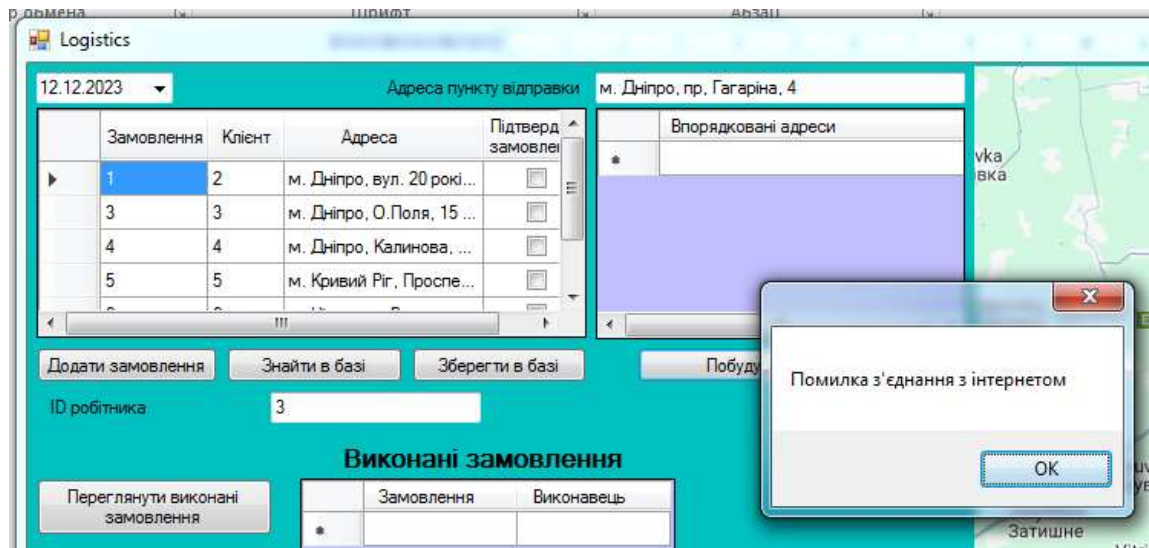 Шрифт
Абзац
Logistics
12.12.2023
Адреса пункту відправки
м. Дніпро, пр, Гагаріна, 4
Замовлення Клієнт Адреса Підтверд замовлен
1 2 м. Дніпро, вул. 20 рокі...
3 3 м. Дніпро, О.Поля, 15 ...
4 4 м. Дніпро, Калинова, ...
5 5 м. Кривий Ріг, Проспе...
Впорядковані адреси
Додати замовлення
Знайти в базі
Зберегти в базі
Побуду
ID робітника
3
Помилка з'єднання з інтернетом
OK
Виконані замовлення
Переглянути виконані
замовлення
Замовлення Виконавець
Затишне